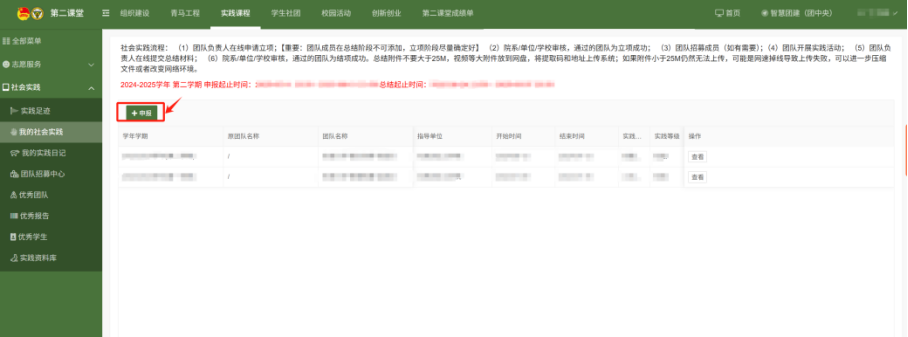 第二课堂 组织建设 青马工程 实践课程 学生社团 校园活动 创新创业 第二课堂成绩单 首页 智慧团建（团中央）
全部菜单
志愿服务
社会实践
实践足迹
我的社会实践
我的实践日记
团队招募中心
优秀团队
优秀报告
优秀学生
实践资料库
社会实践流程：（1）团队负责人在线申请立项；【重要：团队成员在总结阶段不可添加，立项阶段尽量确定好】（2）院系/单位/学校审核，通过的团队为立项成功；（3）团队招募成员（如有需要）；（4）团队开展实践活动；（5）团队负
责人在线提交总结材料；（6）院系/单位/学校审核，通过的团队为结项成功。总结附件不要大于25M，视频等大附件放到网盘，将提取码和地址上传系统；如果附件小于25M仍然无法上传，可能是网速掉线导致上传失败，可以进一步压缩
文件或者改变网络环境。
2024-2025学年 第二学期 申报起止时间： 总结起止时间：
+ 申报
学年学期 原团队名称 团队名称 指导单位 开始时间 结束时间 实践... 实践等级 操作
/ 查看
/ 查看